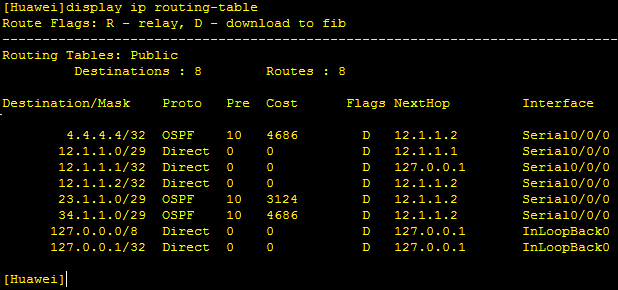 [Huawei]display ip routing-table
Route Flags: R - relay, D - download to fib
------------------------------------------------------------------------------
Routing Tables: Public
         Destinations : 8        Routes : 8

Destination/Mask    Proto   Pre  Cost      Flags NextHop         Interface

        4.4.4.4/32  OSPF    10   4686        D   12.1.1.2        Serial0/0/0
       12.1.1.0/29  Direct  0    0           D   12.1.1.1        Serial0/0/0
       12.1.1.1/32  Direct  0    0           D   127.0.0.1       Serial0/0/0
       12.1.1.2/32  Direct  0    0           D   12.1.1.2        Serial0/0/0
       23.1.1.0/29  OSPF    10   3124        D   12.1.1.2        Serial0/0/0
       34.1.1.0/29  OSPF    10   4686        D   12.1.1.2        Serial0/0/0
      127.0.0.0/8   Direct  0    0           D   127.0.0.1       InLoopBack0
      127.0.0.1/32  Direct  0    0           D   127.0.0.1       InLoopBack0

[Huawei]